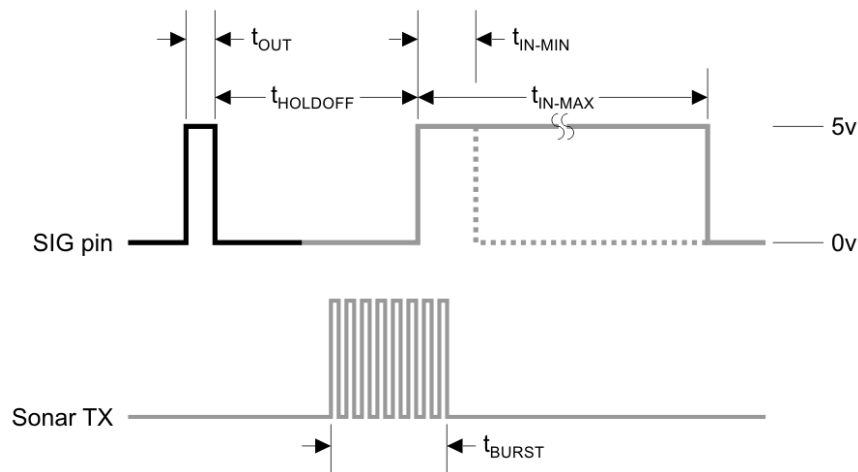 tOUT
tIN-MIN
tHOLDOFF
tIN-MAX
5v
SIG pin
0v
Sonar TX
tBURST